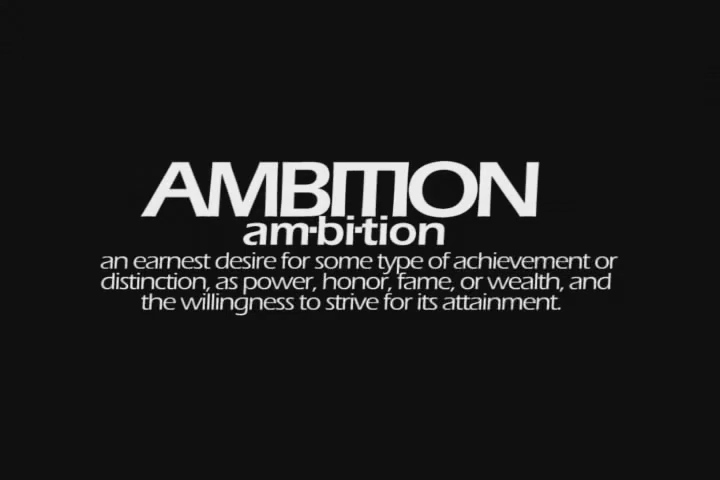 AMBITION
am·bi·tion
an earnest desire for some type of achievement or
distinction, as power, honor, fame, or wealth, and
the willingness to strive for its attainment.